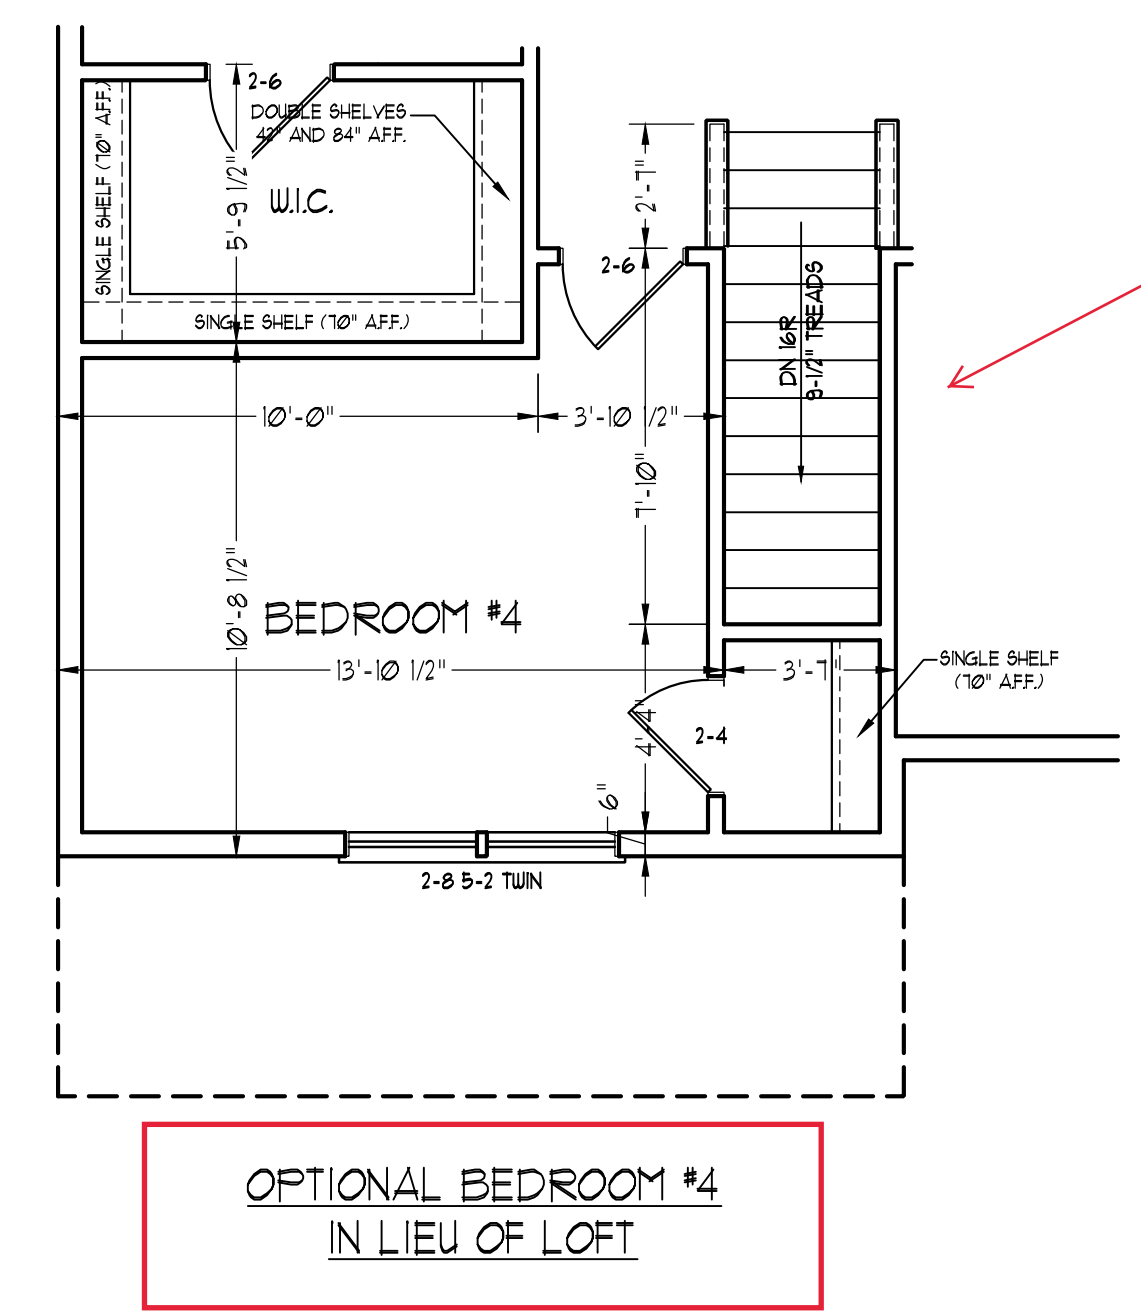 2-6
DOUBLE SHELVES
42" AND 84" A.F.F.
SINGLE SHELF (70" A.F.F.)
5'-9 1/2"
W.I.C.
SINGLE SHELF (70" A.F.F.)
2'-7"
2-6
DN 16R
9-1/2" TREADS
10'-0"
3'-10 1/2"
7'-10"
10'-8 1/2"
BEDROOM #4
13'-10 1/2"
3'-7"
SINGLE SHELF
(70" A.F.F.)
4'-4"
2-4
6"
2-8 5-2 TWIN
OPTIONAL BEDROOM #4
IN LIEU OF LOFT